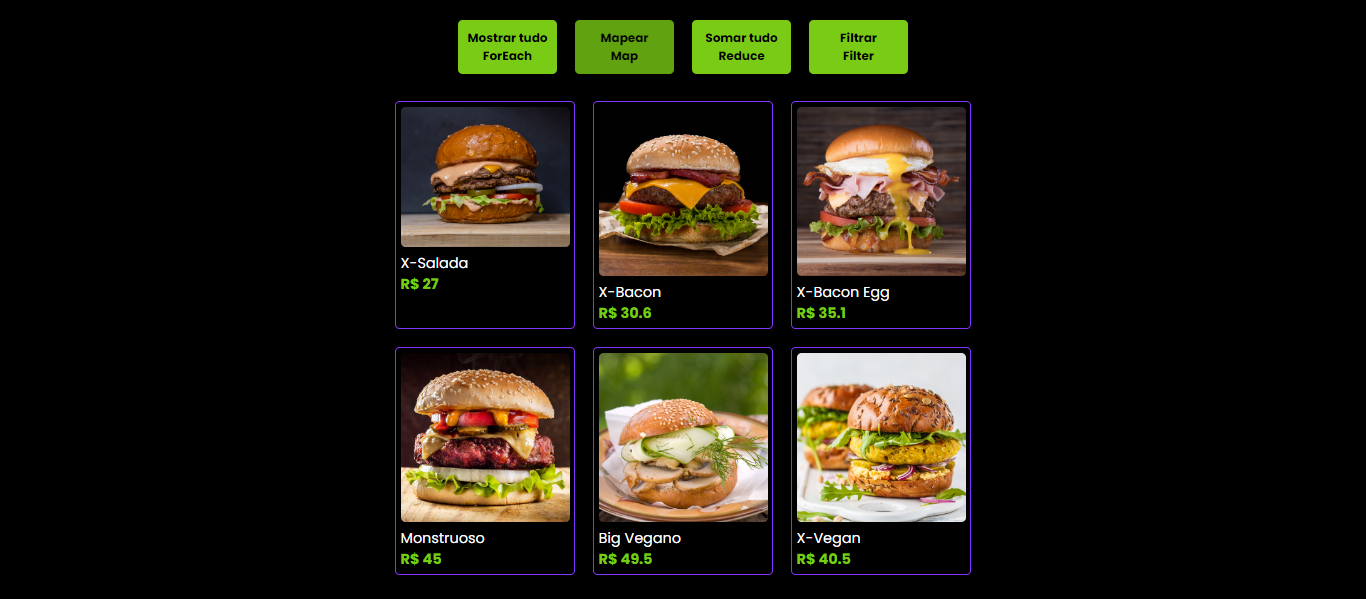 Mostrar tudo
ForEach
Mapear
Map
Somar tudo
Reduce
Filtrar
Filter
X-Salada
R$ 27
X-Bacon
R$ 30.6
X-Bacon Egg
R$ 35.1
Monstruoso
R$ 45
Big Vegano
R$ 49.5
X-Vegan
R$ 40.5